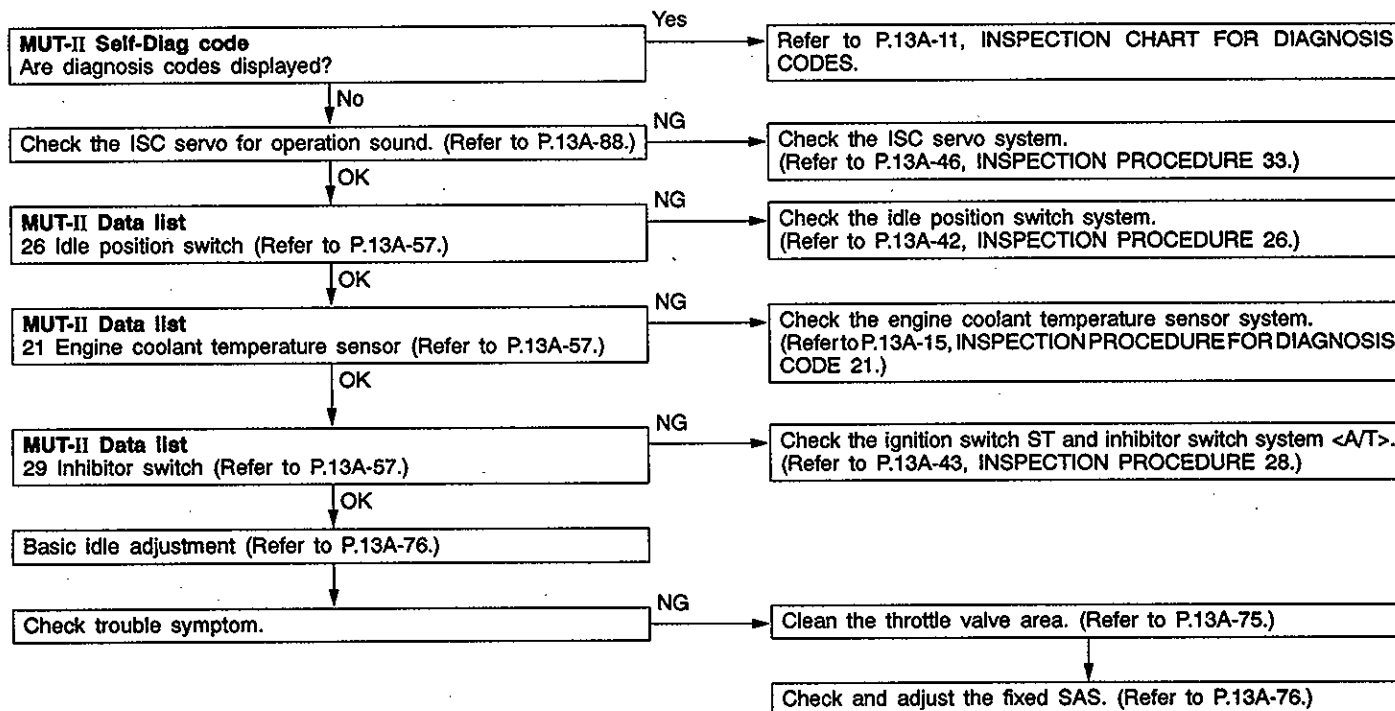 MUT-II Self-Diag code
Are diagnosis codes displayed?
Yes
Refer to P.13A-11, INSPECTION CHART FOR DIAGNOSIS
CODES.
No
Check the ISC servo for operation sound. (Refer to P.13A-88.)
NG
Check the ISC servo system.
(Refer to P.13A-46, INSPECTION PROCEDURE 33.)
OK
MUT-II Data list
26 Idle position switch (Refer to P.13A-57.)
NG
Check the idle position switch system.
(Refer to P.13A-42, INSPECTION PROCEDURE 26.)
OK
MUT-II Data list
21 Engine coolant temperature sensor (Refer to P.13A-57.)
NG
Check the engine coolant temperature sensor system.
(Refer to P.13A-15, INSPECTION PROCEDURE FOR DIAGNOSIS
CODE 21.)
OK
MUT-II Data list
29 Inhibitor switch (Refer to P.13A-57.)
NG
Check the ignition switch ST and inhibitor switch system <A/T>.
(Refer to P.13A-43, INSPECTION PROCEDURE 28.)
OK
Basic idle adjustment (Refer to P.13A-76.)
Check trouble symptom.
NG
Clean the throttle valve area. (Refer to P.13A-75.)
Check and adjust the fixed SAS. (Refer to P.13A-76.)